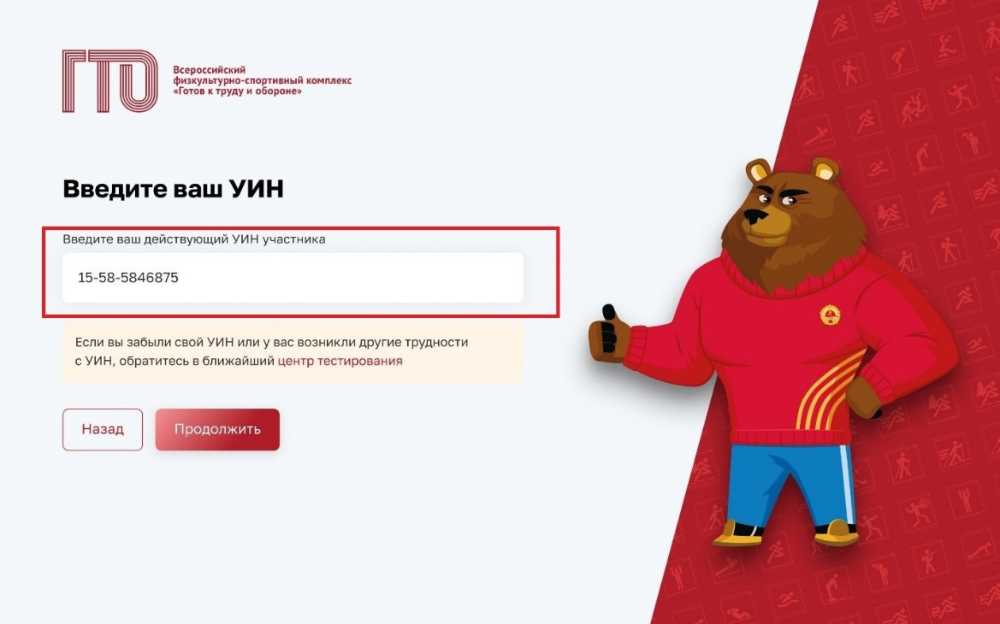 ГТО
Всероссийский
физкультурно-спортивный комплекс
«Готов к труду и обороне»
Введите ваш УИН
Введите ваш действующий УИН участника
15-58-5846875
Если вы забыли свой УИН или у вас возникли другие трудности
с УИН, обратитесь в ближайший центр тестирования
Назад
Продолжить